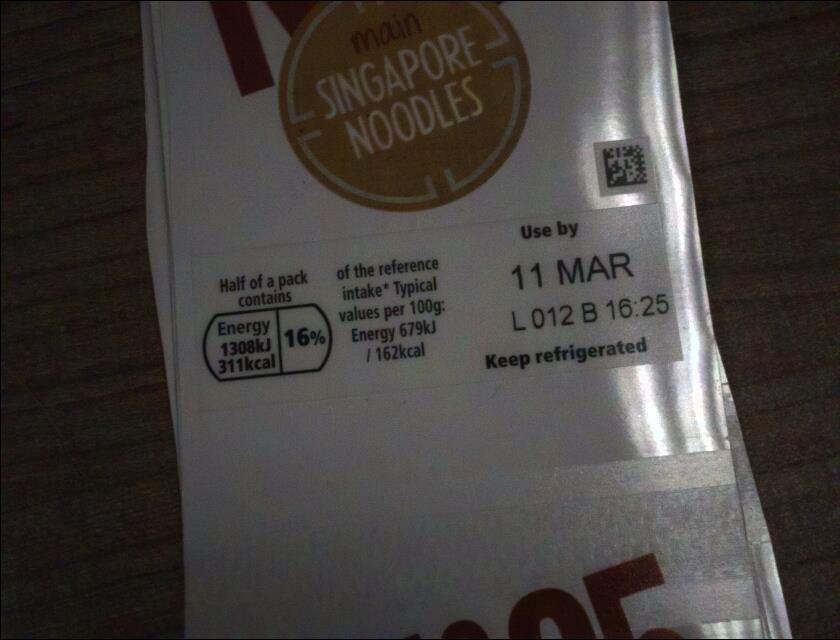 main
SINGAPORE
NOODLES
Half of a pack
contains
Energy
1308kJ
311kcal
16%
of the reference
intake* Typical
values per 100g:
Energy 679kJ
/ 162kcal
Use by
11 MAR
L 012 B 16:25
Keep refrigerated